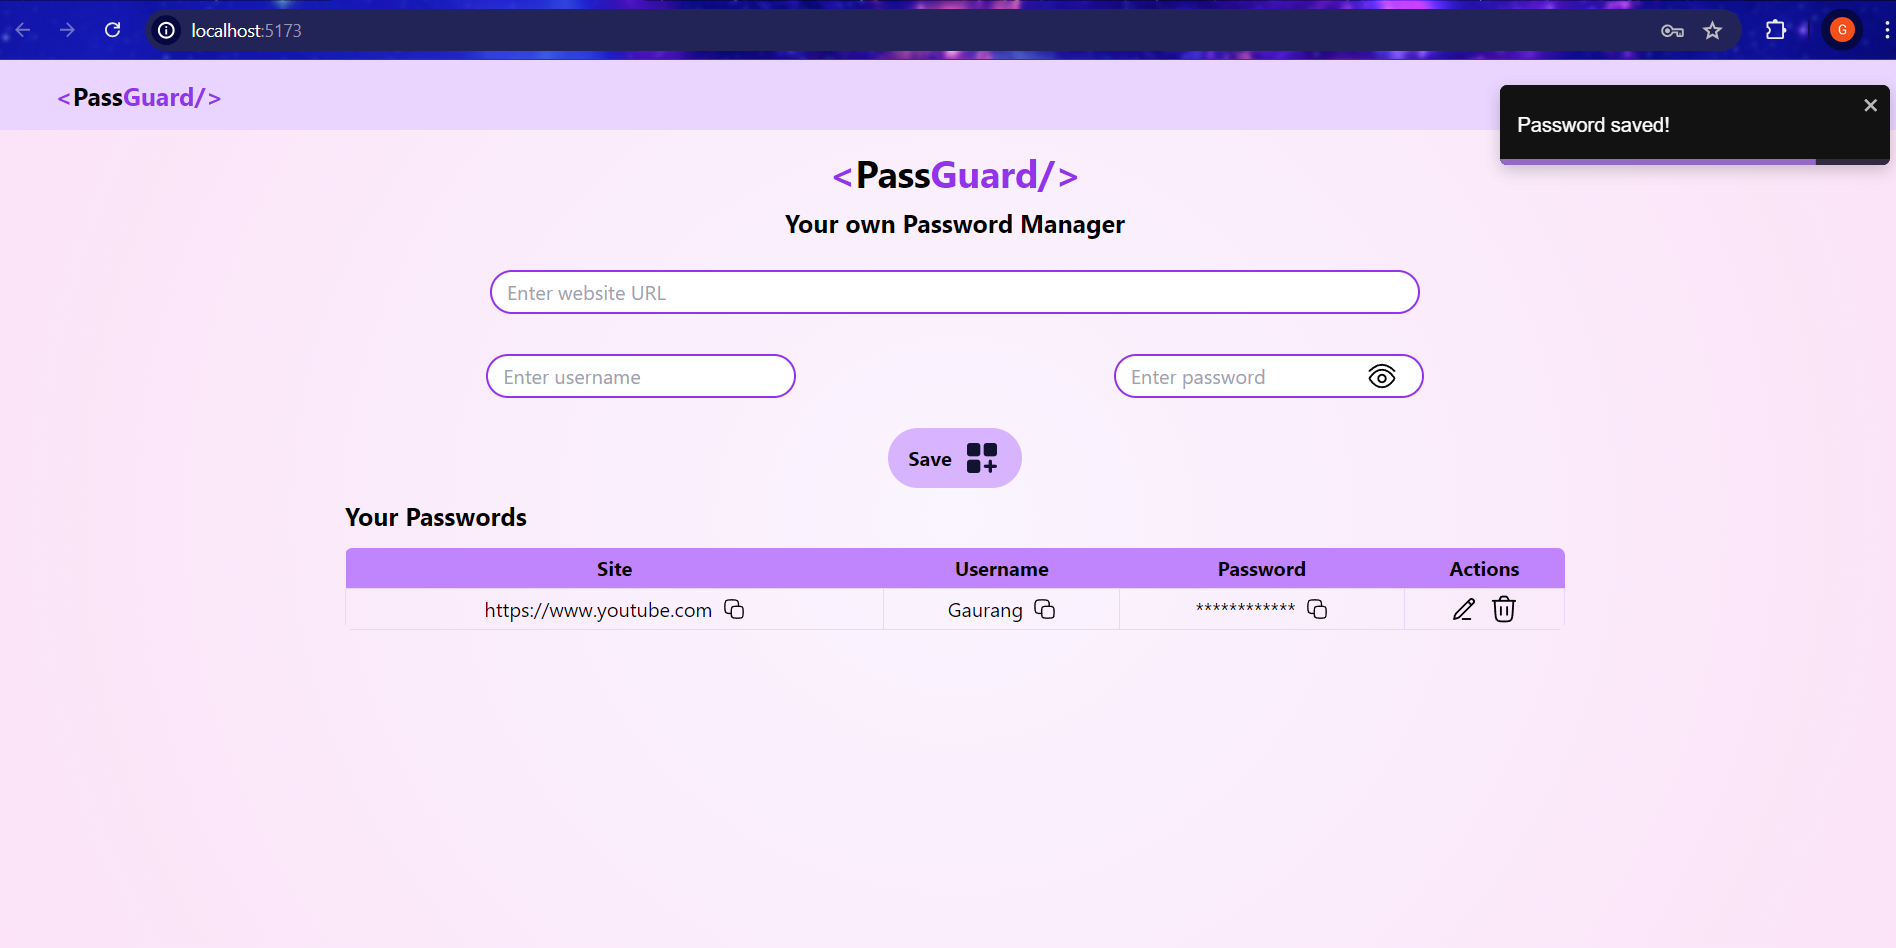 localhost:5173
G
<PassGuard/>
Password saved!
<PassGuard/>
Your own Password Manager
Enter website URL
Enter username
Enter password
Save
Your Passwords
Site Username Password Actions
https://www.youtube.com Gaurang ************